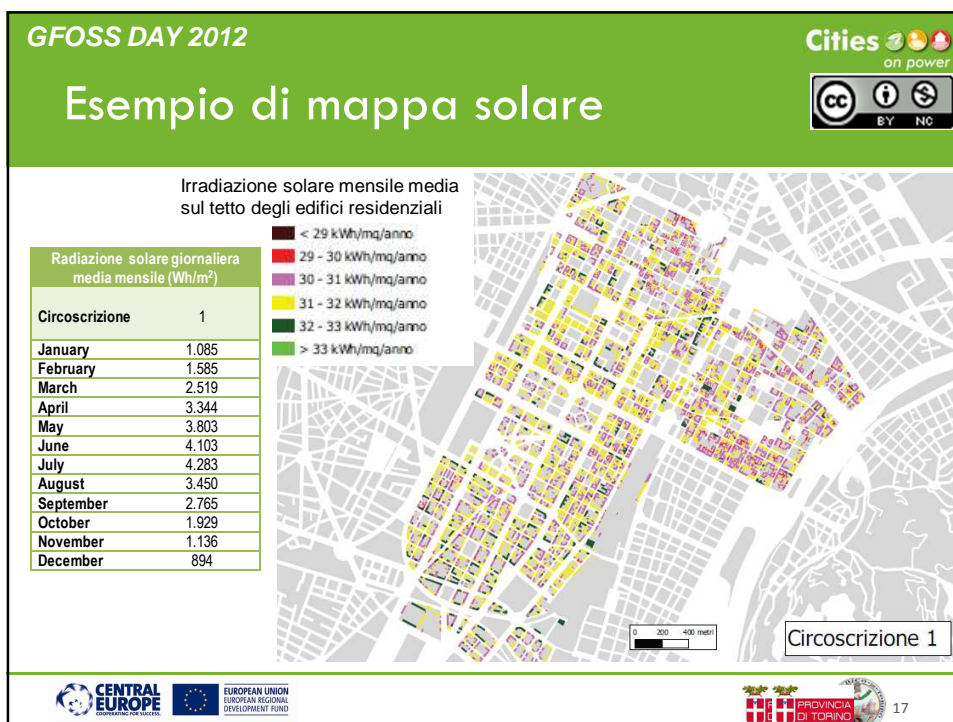 GFOSS DAY 2012
Cities
on power
Esempio di mappa solare
cc
BY NC
Irradiazione solare mensile media
sul tetto degli edifici residenziali
< 29 kWh/mq/anno
29 - 30 kWh/mq/anno
30 - 31 kWh/mq/anno
31 - 32 kWh/mq/anno
32 - 33 kWh/mq/anno
> 33 kWh/mq/anno
Radiazione solare giornaliera
media mensile (Wh/m²)
Circoscrizione 1
January 1.085
February 1.585
March 2.519
April 3.344
May 3.803
June 4.103
July 4.283
August 3.450
September 2.765
October 1.929
November 1.136
December 894
0 200 400 metri
Circoscrizione 1
CENTRAL
EUROPE
COOPERATING FOR SUCCESS.
EUROPEAN UNION
EUROPEAN REGIONAL
DEVELOPMENT FUND
PROVINCIA
DI TORINO
17